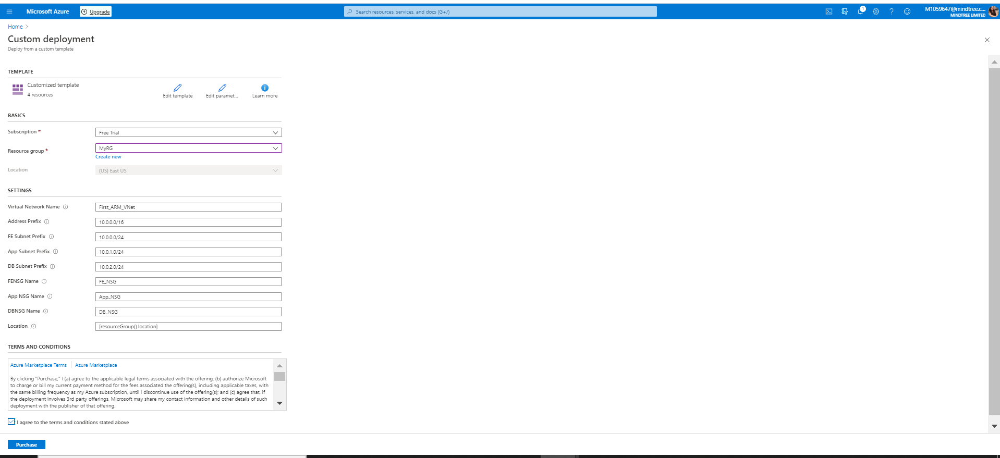 Microsoft Azure
Upgrade
Search resources, services, and docs (G+/)
1
M1059647@mindtree.c...
MINDTREE LIMITED
Home
Custom deployment
Deploy from a custom template
TEMPLATE
Customized template
4 resources
Edit template
Edit paramet...
Learn more
BASICS
Subscription *
Free Trial
Resource group *
MyRG
Create new
Location
(US) East US
SETTINGS
Virtual Network Name
First_ARM_VNet
Address Prefix
10.0.0.0/16
FE Subnet Prefix
10.0.0.0/24
App Subnet Prefix
10.0.1.0/24
DB Subnet Prefix
10.0.2.0/24
FENSG Name
FE_NSG
App NSG Name
App_NSG
DBNSG Name
DB_NSG
Location
[resourceGroup().location]
TERMS AND CONDITIONS
Azure Marketplace Terms | Azure Marketplace
By clicking "Purchase," I (a) agree to the applicable legal terms associated with the offering; (b) authorize Microsoft
to charge or bill my current payment method for the fees associated the offering(s), including applicable taxes, with
the same billing frequency as my Azure subscription, until I discontinue use of the offering(s); and (c) agree that, if
the deployment involves 3rd party offerings, Microsoft may share my contact information and other details of such
deployment with the publisher of that offering.
I agree to the terms and conditions stated above
Purchase